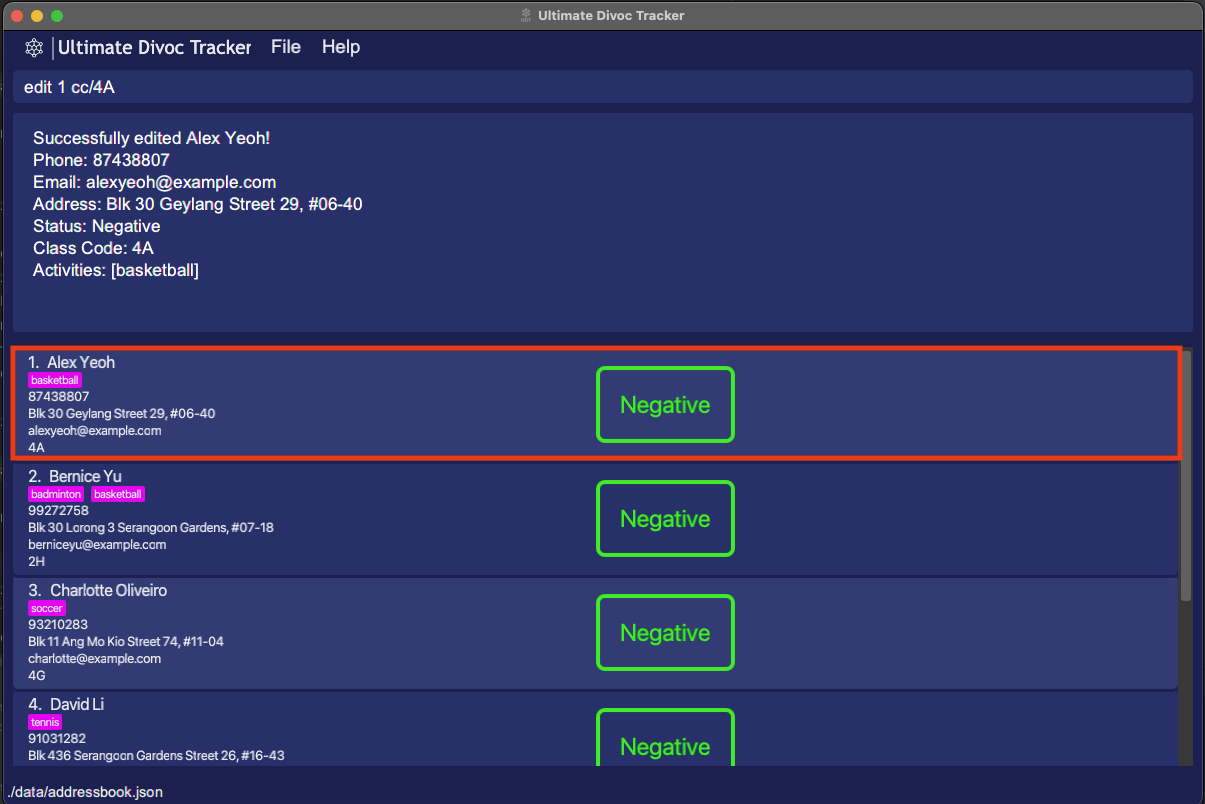 Ultimate Divoc Tracker
|Ultimate Divoc Tracker File Help
edit 1 cc/4A
Successfully edited Alex Yeoh!
Phone: 87438807
Email: alexyeoh@example.com
Address: Blk 30 Geylang Street 29, #06-40
Status: Negative
Class Code: 4A
Activities: [basketball]
1. Alex Yeoh
basketball
87438807
Blk 30 Geylang Street 29, #06-40
alexyeoh@example.com
4A
Negative
2. Bernice Yu
badminton basketball
99272758
Blk 30 Lorong 3 Serangoon Gardens, #07-18
berniceyu@example.com
2H
Negative
3. Charlotte Oliveiro
soccer
93210283
Blk 11 Ang Mo Kio Street 74, #11-04
charlotte@example.com
4G
Negative
4. David Li
tennis
91031282
Blk 436 Serangoon Gardens Street 26, #16-43
Negative
./data/addressbook.json